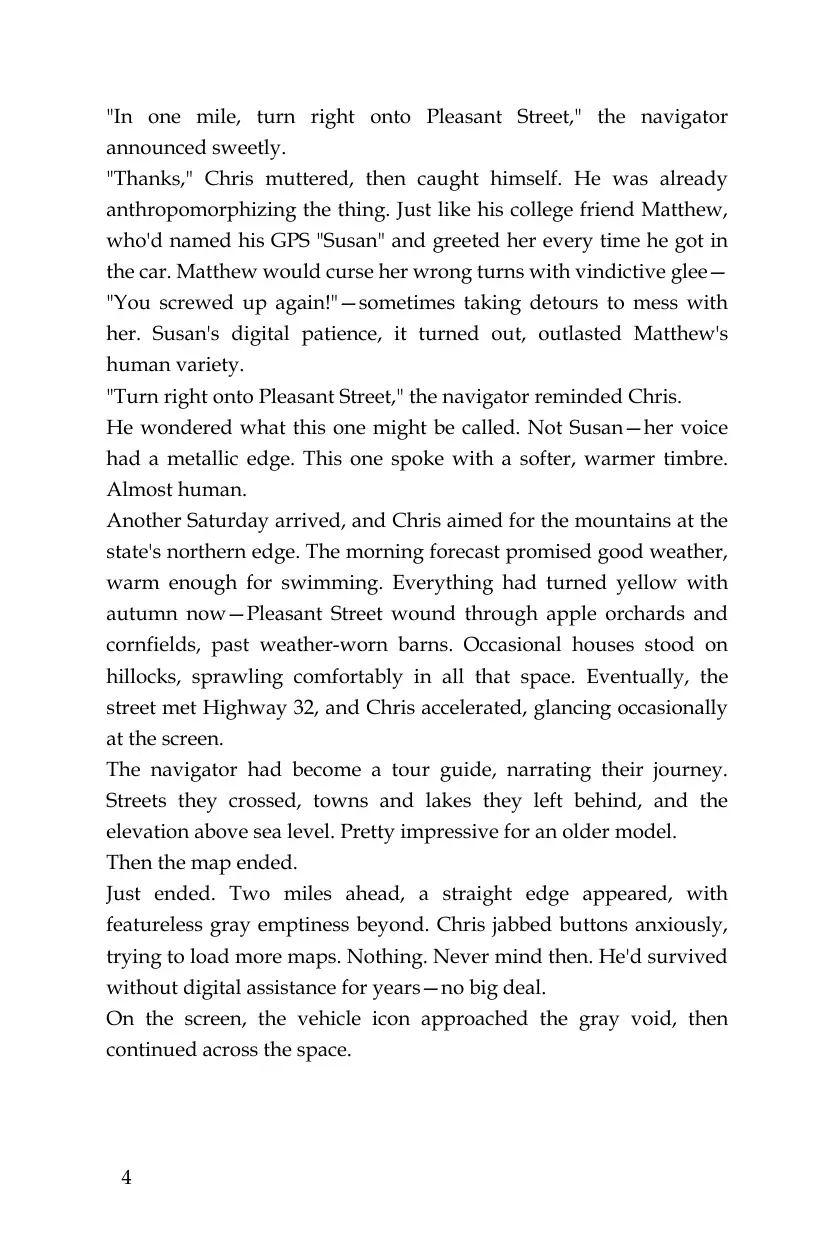 "In one mile, turn right onto Pleasant Street," the navigator
announced sweetly.
"Thanks," Chris muttered, then caught himself. He was already
anthropomorphizing the thing. Just like his college friend Matthew,
who'd named his GPS "Susan" and greeted her every time he got in
the car. Matthew would curse her wrong turns with vindictive glee—
"You screwed up again!"—sometimes taking detours to mess with
her. Susan's digital patience, it turned out, outlasted Matthew's
human variety.
"Turn right onto Pleasant Street," the navigator reminded Chris.
He wondered what this one might be called. Not Susan—her voice
had a metallic edge. This one spoke with a softer, warmer timbre.
Almost human.
Another Saturday arrived, and Chris aimed for the mountains at the
state's northern edge. The morning forecast promised good weather,
warm enough for swimming. Everything had turned yellow with
autumn now—Pleasant Street wound through apple orchards and
cornfields, past weather-worn barns. Occasional houses stood on
hillocks, sprawling comfortably in all that space. Eventually, the
street met Highway 32, and Chris accelerated, glancing occasionally
at the screen.
The navigator had become a tour guide, narrating their journey.
Streets they crossed, towns and lakes they left behind, and the
elevation above sea level. Pretty impressive for an older model.
Then the map ended.
Just ended. Two miles ahead, a straight edge appeared, with
featureless gray emptiness beyond. Chris jabbed buttons anxiously,
trying to load more maps. Nothing. Never mind then. He'd survived
without digital assistance for years—no big deal.
On the screen, the vehicle icon approached the gray void, then
continued across the space.
4